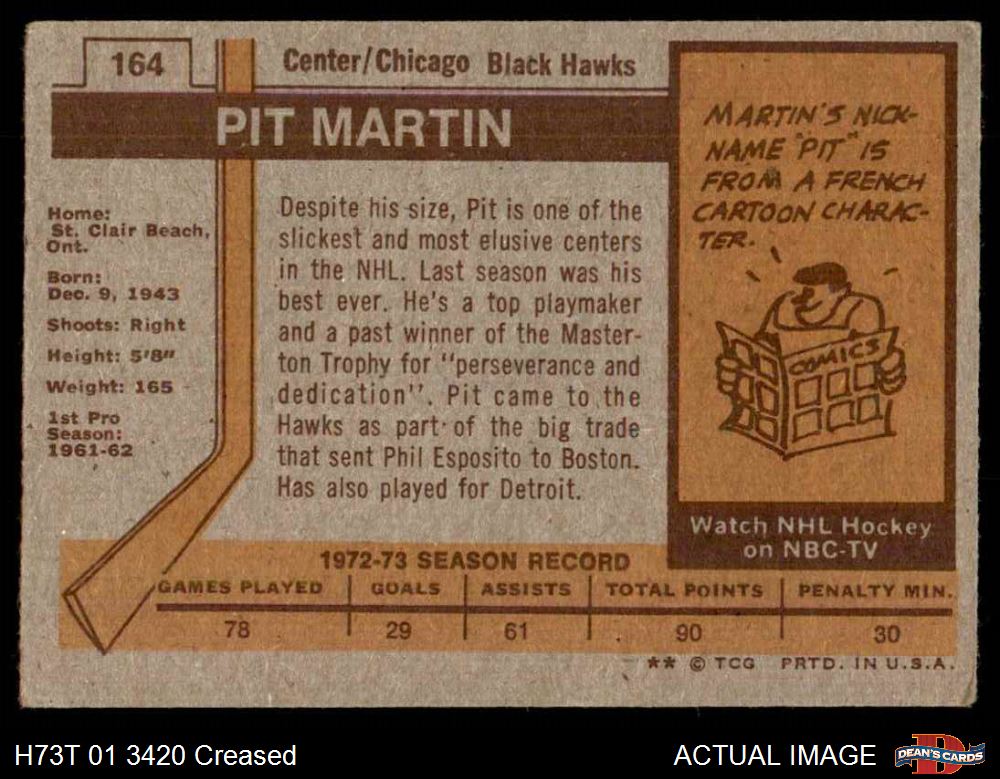 164
Center/Chicago Black Hawks
PIT MARTIN
Home:
St. Clair Beach,
Ont.
Born:
Dec. 9, 1943
Shoots: Right
Height: 5'8"
Weight: 165
1st Pro
Season:
1961-62
Despite his size, Pit is one of the
slickest and most elusive centers
in the NHL. Last season was his
best ever. He's a top playmaker
and a past winner of the Master-
ton Trophy for "perseverance and
dedication". Pit came to the
Hawks as part of the big trade
that sent Phil Esposito to Boston.
Has also played for Detroit.
MARTIN'S NICK-
NAME "PIT" IS
FROM A FRENCH
CARTOON CHARAC-
TER.
COMICS
Watch NHL Hockey
on NBC-TV
1972-73 SEASON RECORD
GAMES PLAYED GOALS ASSISTS TOTAL POINTS PENALTY MIN.
78 29 61 90 30
** © TCG PRTD. IN U.S.A.
H73T 01 3420 Creased
ACTUAL IMAGE
D
DEAN'S CARDS